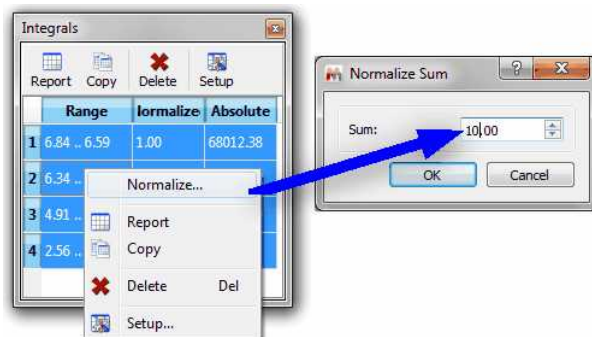 Integrals
Report Copy Delete Setup
Range lormalize Absolute
1 6.84 .. 6.59 1.00 68012.38
2 6.34 ..
3 4.91 ..
4 2.56 ..
Normalize...
Report
Copy
Delete Del
Setup...
Normalize Sum
Sum: 10,00
OK Cancel